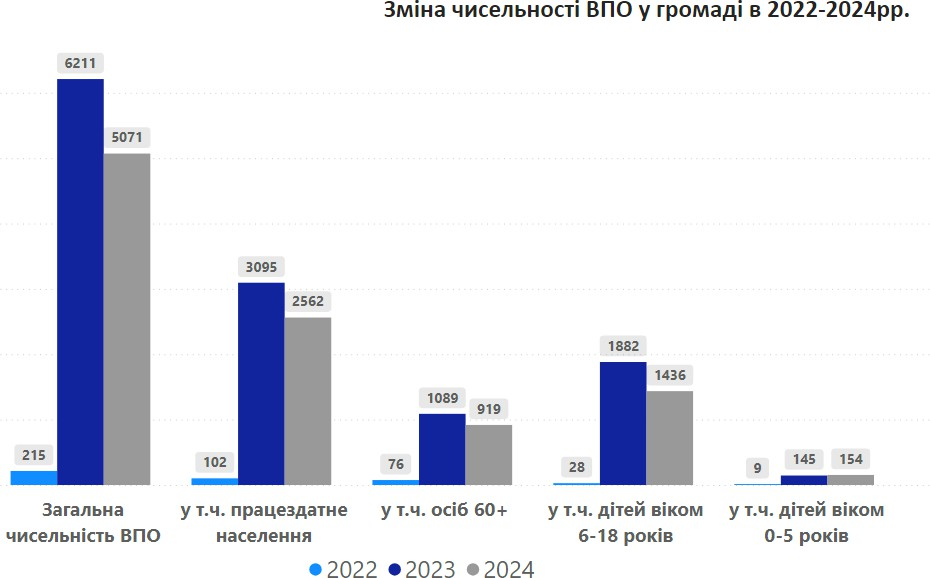 Зміна чисельності ВПО у громаді в 2022-2024рр.
6211
5071
215
3095
2562
102
1089
919
76
1882
1436
28
145
154
9
Загальна
чисельність ВПО
у т.ч. працездатне
населення
у т.ч. осіб 60+
у т.ч. дітей віком
6-18 років
у т.ч. дітей віком
0-5 років
2022 2023 2024